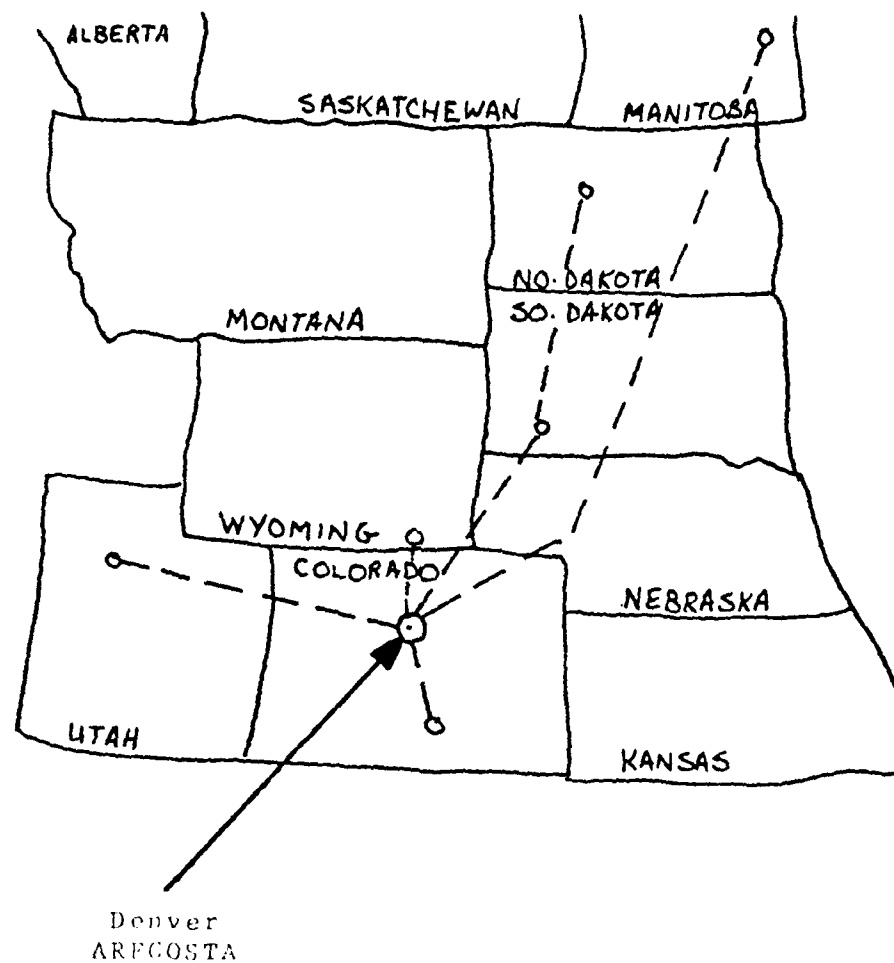 ALBERTA
SASKATCHEWAN
MANITOBA
NO. DAKOTA
SO. DAKOTA
MONTANA
WYOMING
COLORADO
NEBRASKA
UTAH
KANSAS
Denver
ARFCOSTA